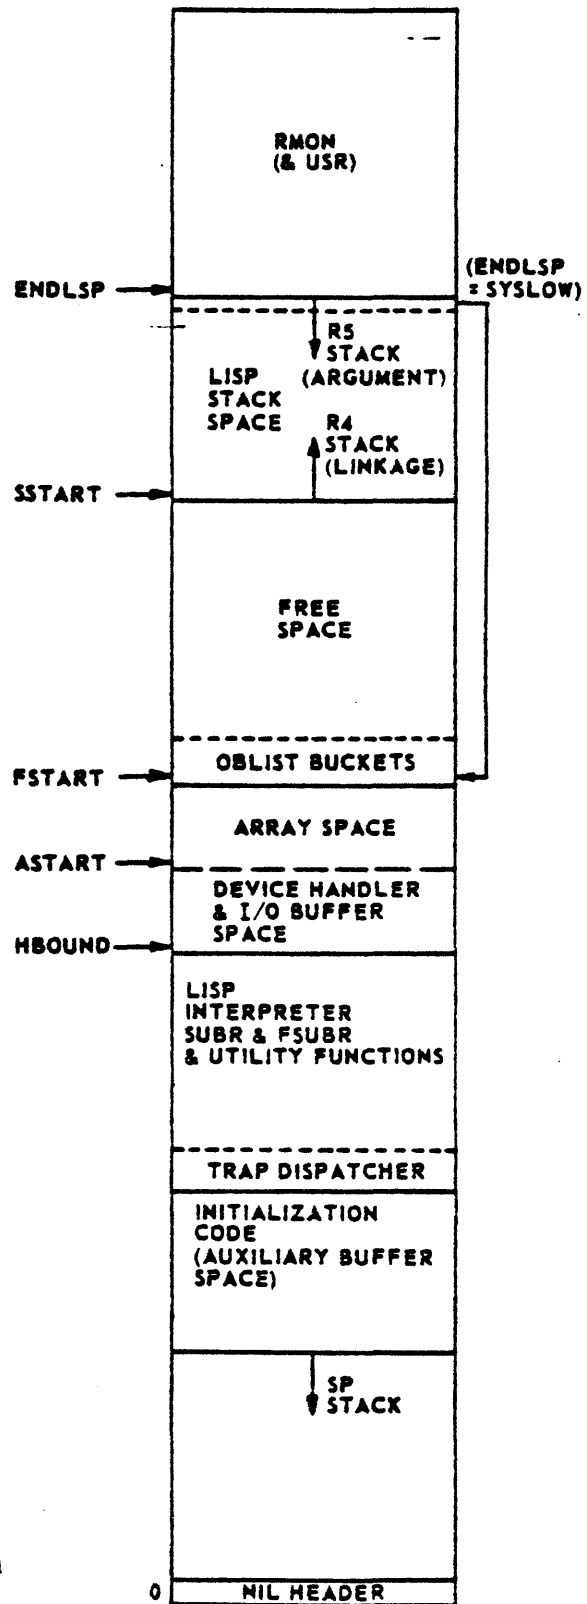 RMON
(& USR)
ENDLSP
(ENDLSP
= SYSLOW)
R5
STACK
(ARGUMENT)
LISP
STACK
SPACE
R4
STACK
(LINKAGE)
SSTART
FREE
SPACE
OBLIST BUCKETS
FSTART
ARRAY SPACE
ASTART
DEVICE HANDLER
& I/O BUFFER
SPACE
HBOUND
LISP
INTERPRETER
SUBR & FSUBR
& UTILITY FUNCTIONS
TRAP DISPATCHER
INITIALIZATION
CODE
(AUXILIARY BUFFER
SPACE)
SP
STACK
0
NIL HEADER